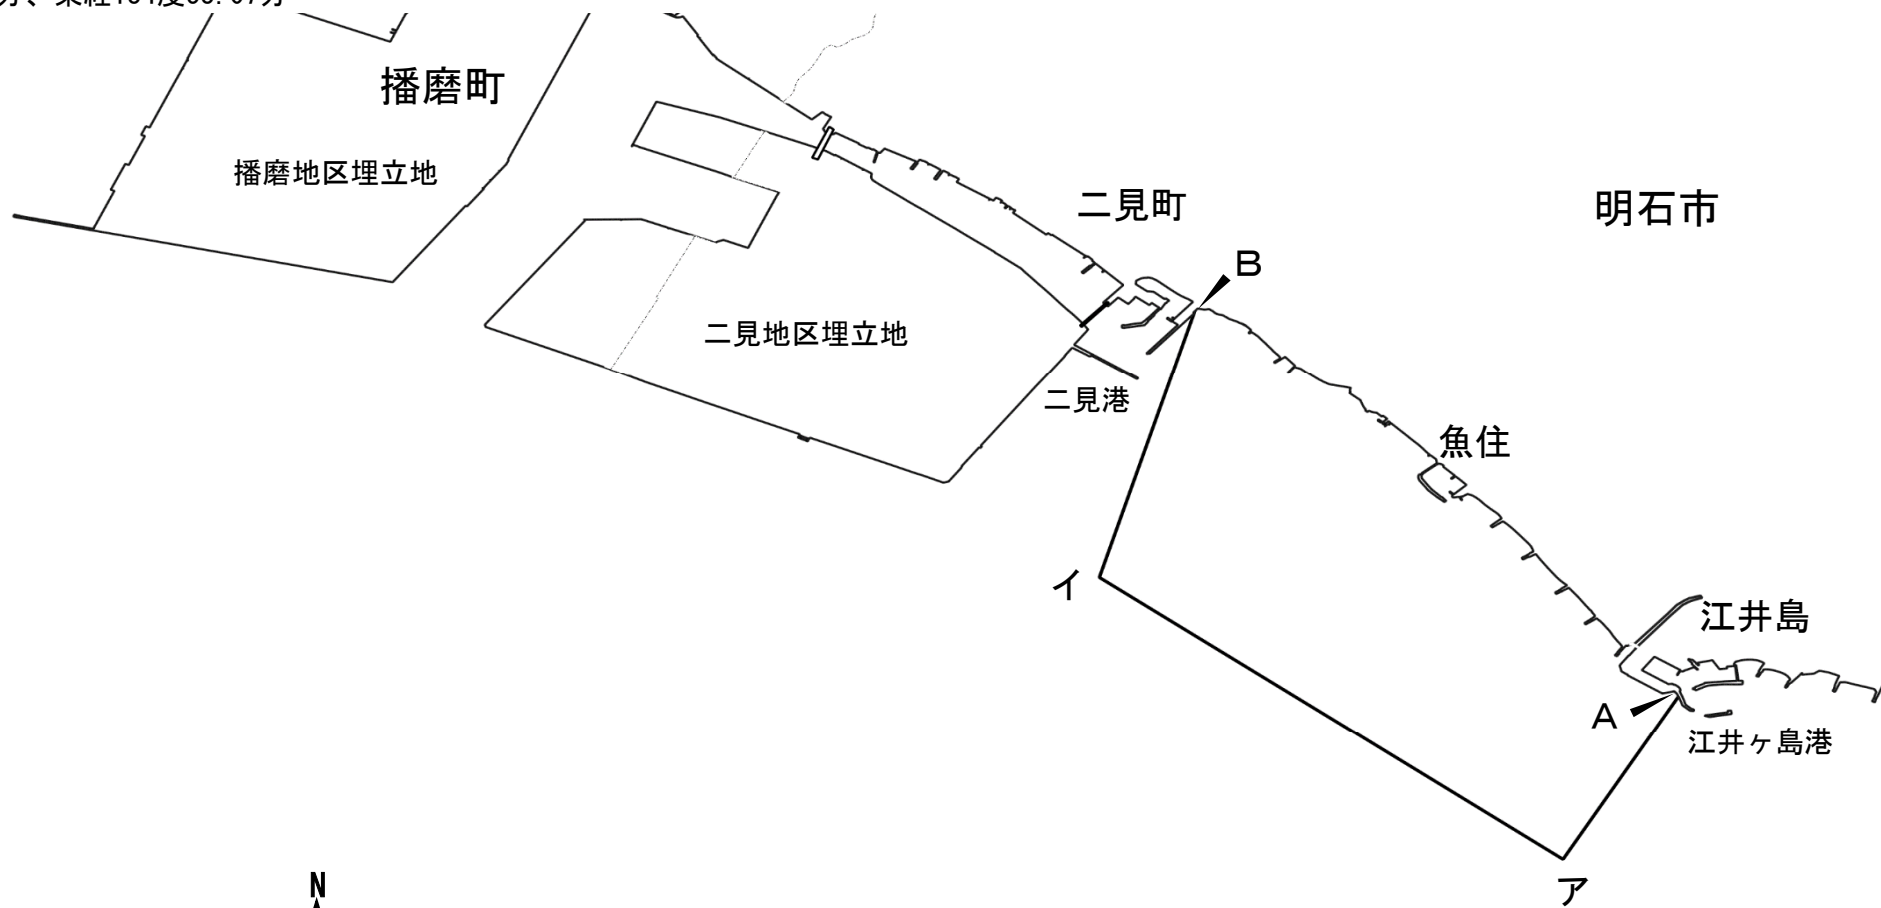 播磨町
播磨地区埋立地
二見町
明石市
B
二見地区埋立地
二見港
魚住
イ
江井島
A
江井ヶ島港
ア
N